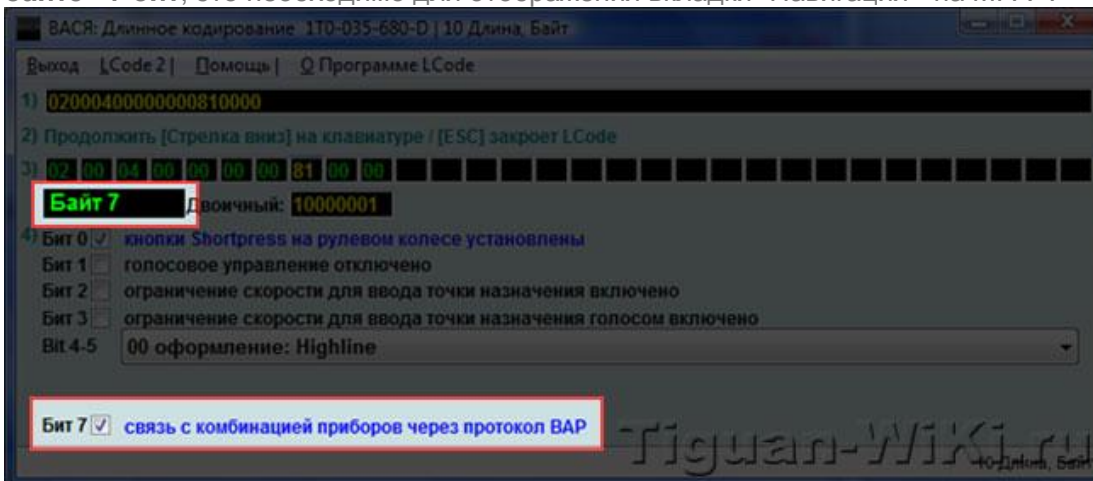 ВАСЯ: Длинное кодирование 1T0-035-680-D | 10 Длина, Байт
Выход LCode 2 | Помощь | О Программе LCode
1) 02000400000000810000
2) Продолжить [Стрелка вниз] на клавиатуре / [ESC] закроет LCode
3) 02 00 04 00 00 00 00 81 00 00
Байт 7 Двоичный: 10000001
4) Бит 0 кнопки Shortpress на рулевом колесе установлены
Бит 1 голосовое управление отключено
Бит 2 ограничение скорости для ввода точки назначения включено
Бит 3 ограничение скорости для ввода точки назначения голосом включено
Bit 4-5 00 оформление: Highline
Бит 7 связь с комбинацией приборов через протокол BAP
Tiguan-WiKi.ru
10 Длина, Байт